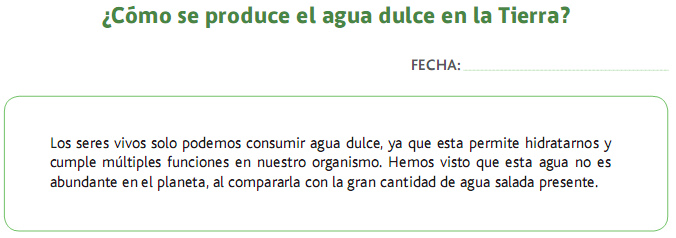 ¿Cómo se produce el agua dulce en la Tierra?
FECHA:
Los seres vivos solo podemos consumir agua dulce, ya que esta permite hidratarnos y
cumple múltiples funciones en nuestro organismo. Hemos visto que esta agua no es
abundante en el planeta, al compararla con la gran cantidad de agua salada presente.